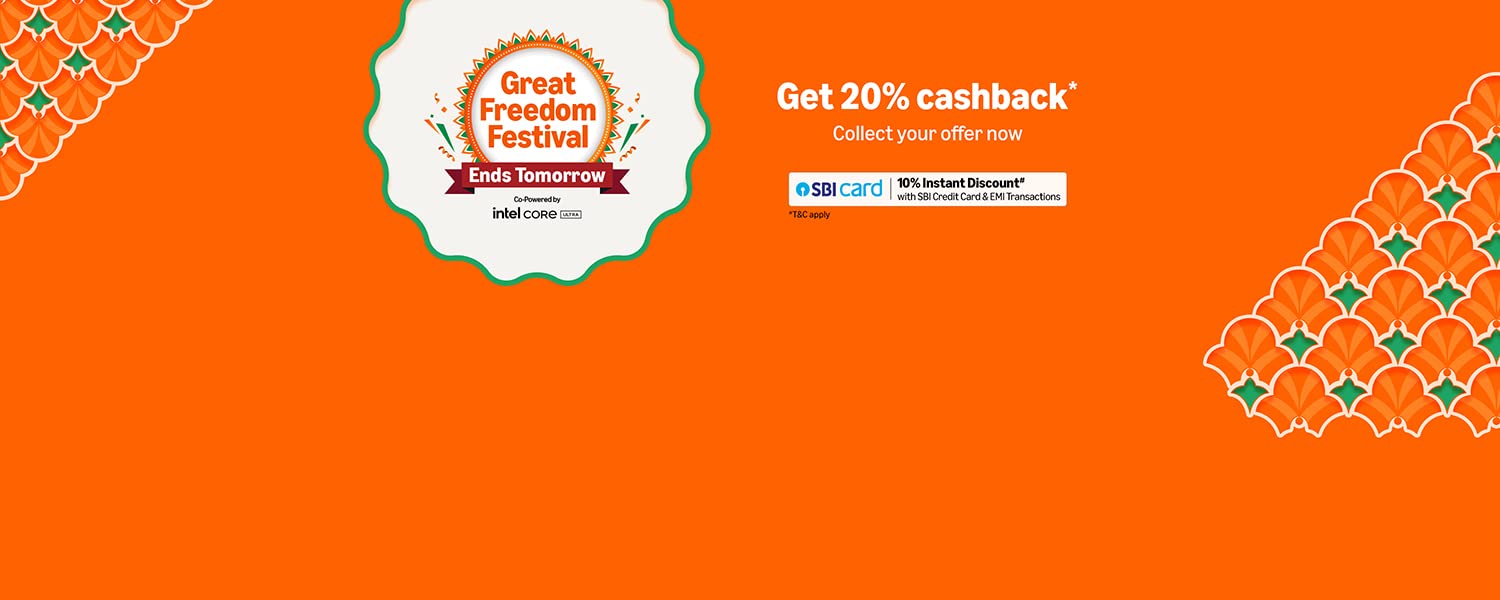 Great
Freedom
Festival
Ends Tomorrow
Co-Powered by
intel CORE ULTRA
Get 20% cashback*
Collect your offer now
SBI card
10% Instant Discount#
with SBI Credit Card & EMI Transactions
*T&C apply